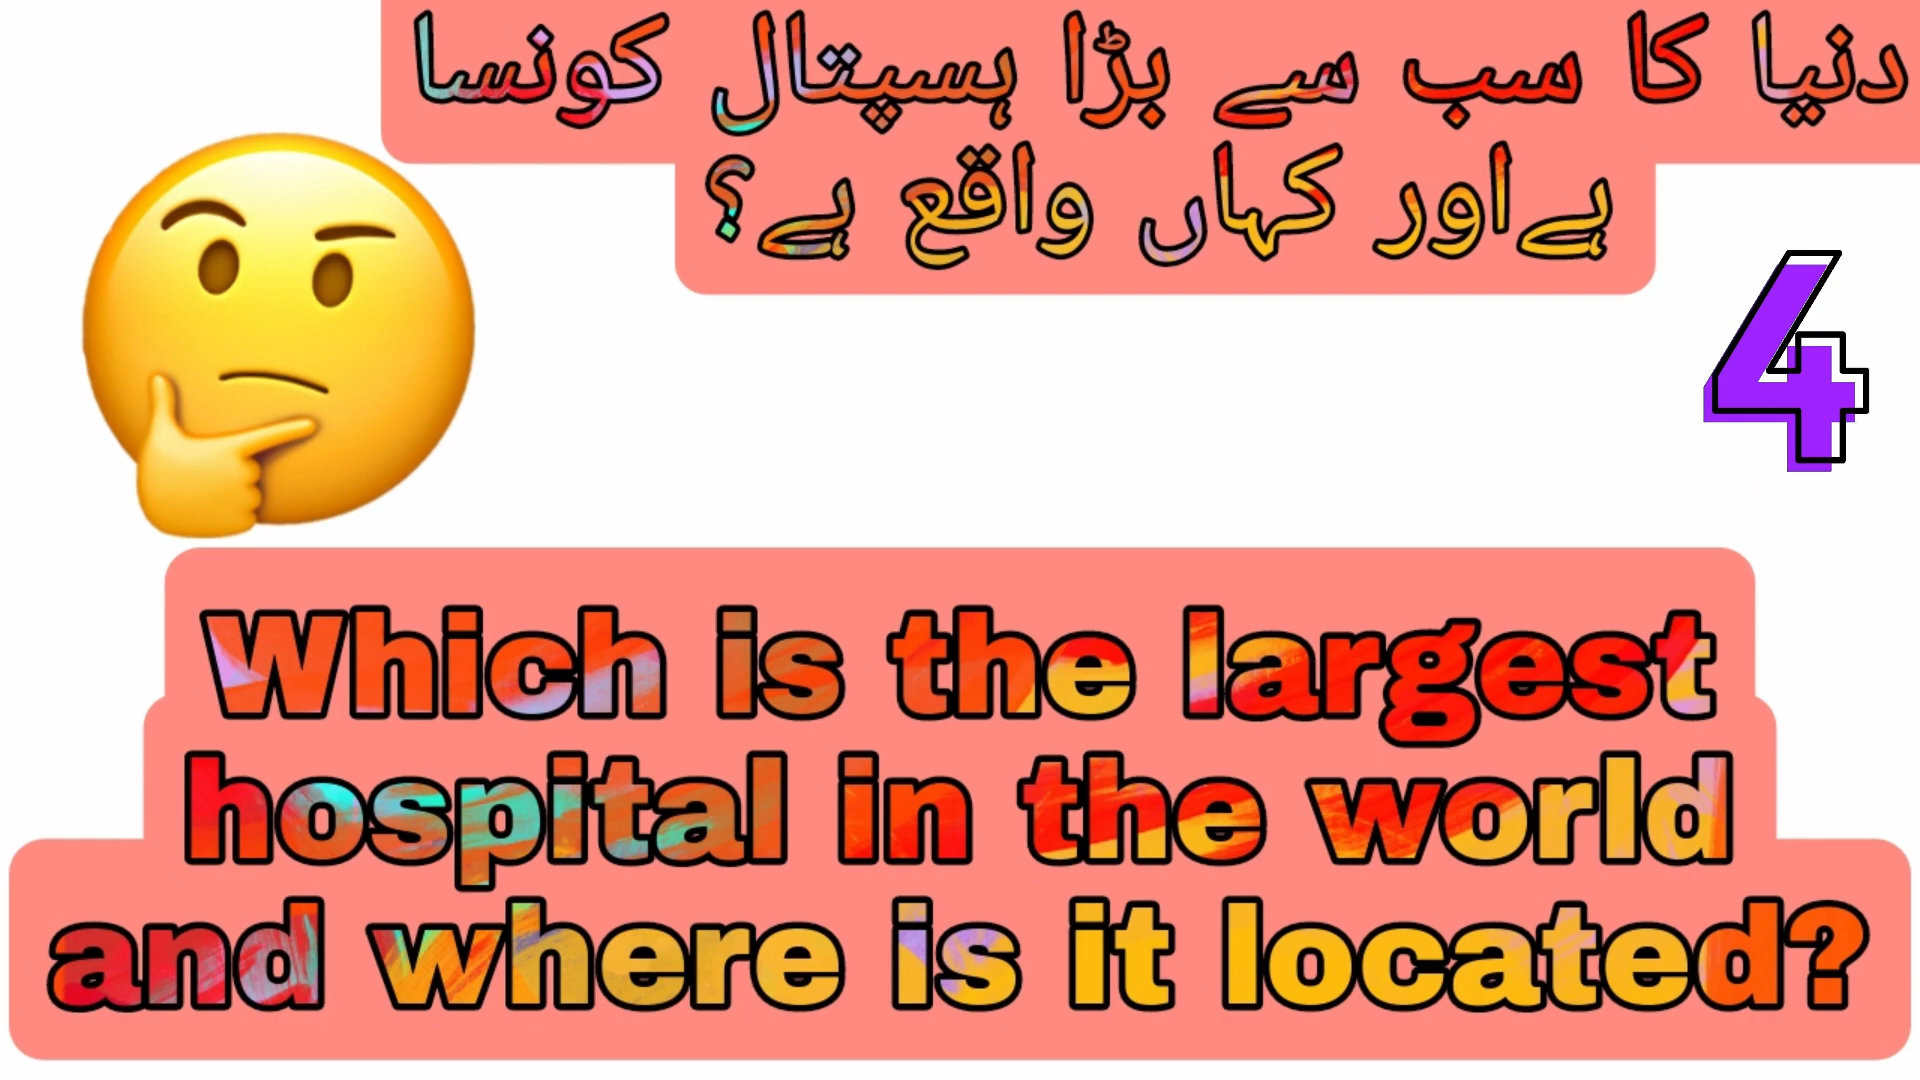 دنیا کا سب سے بڑا ہسپتال کونسا
ہےاور کہاں واقع ہے؟
4
Which is the largest
hospital in the world
and where is it located?